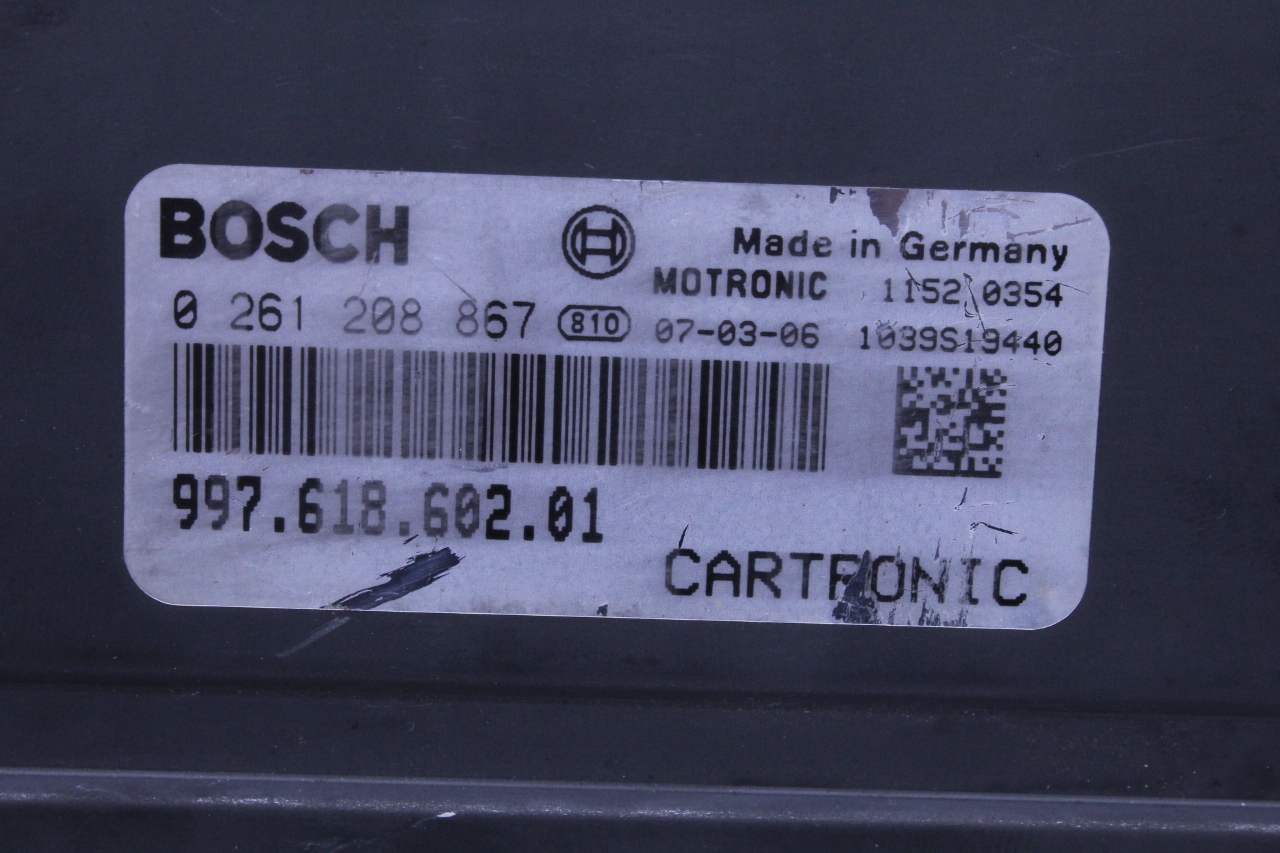 BOSCH
Made in Germany
MOTRONIC 1152 0354
0 261 208 867 810 07-03-06 1039S19440
997.618.602.01
CARTRONIC